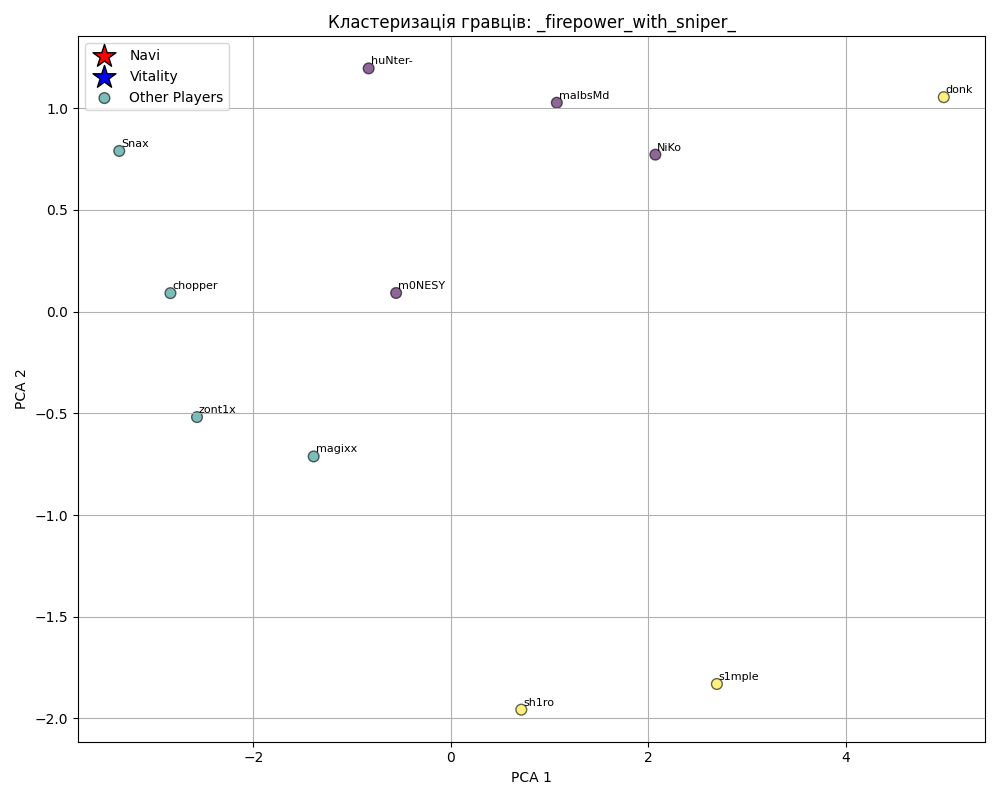 Кластеризація гравців: _firepower_with_sniper_
Navi
Vitality
Other Players
huNter-
malbsMd
donk
Snax
NiKo
chopper
m0NESY
zont1x
magixx
s1mple
sh1ro
1.0
0.5
0.0
−0.5
−1.0
−1.5
−2.0
PCA 2
−2
0
2
4
PCA 1